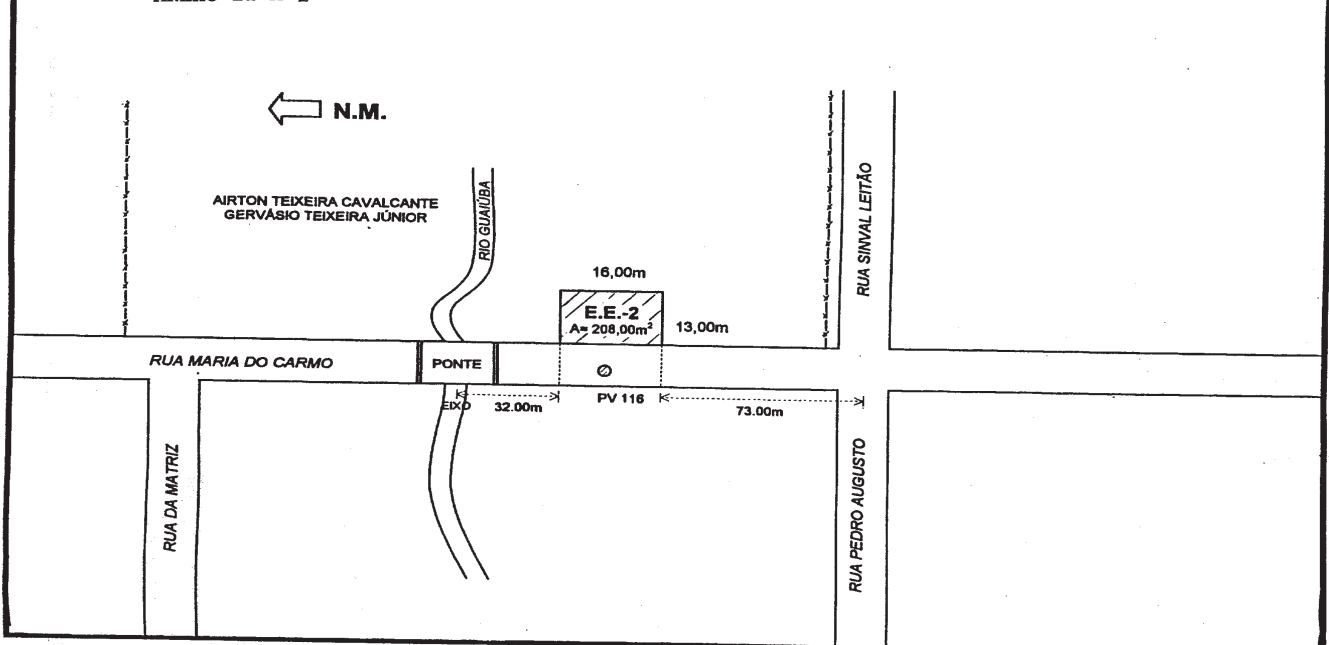 N.M.
AIRTON TEIXEIRA CAVALCANTE
GERVÁSIO TEIXEIRA JÚNIOR
RIO GUAIÚBA
RUA SINVAL LEITÃO
16,00m
E.E.-2
A= 208,00m²
13,00m
RUA MARIA DO CARMO
PONTE
EIXO
32.00m
PV 116
73.00m
RUA DA MATRIZ
RUA PEDRO AUGUSTO